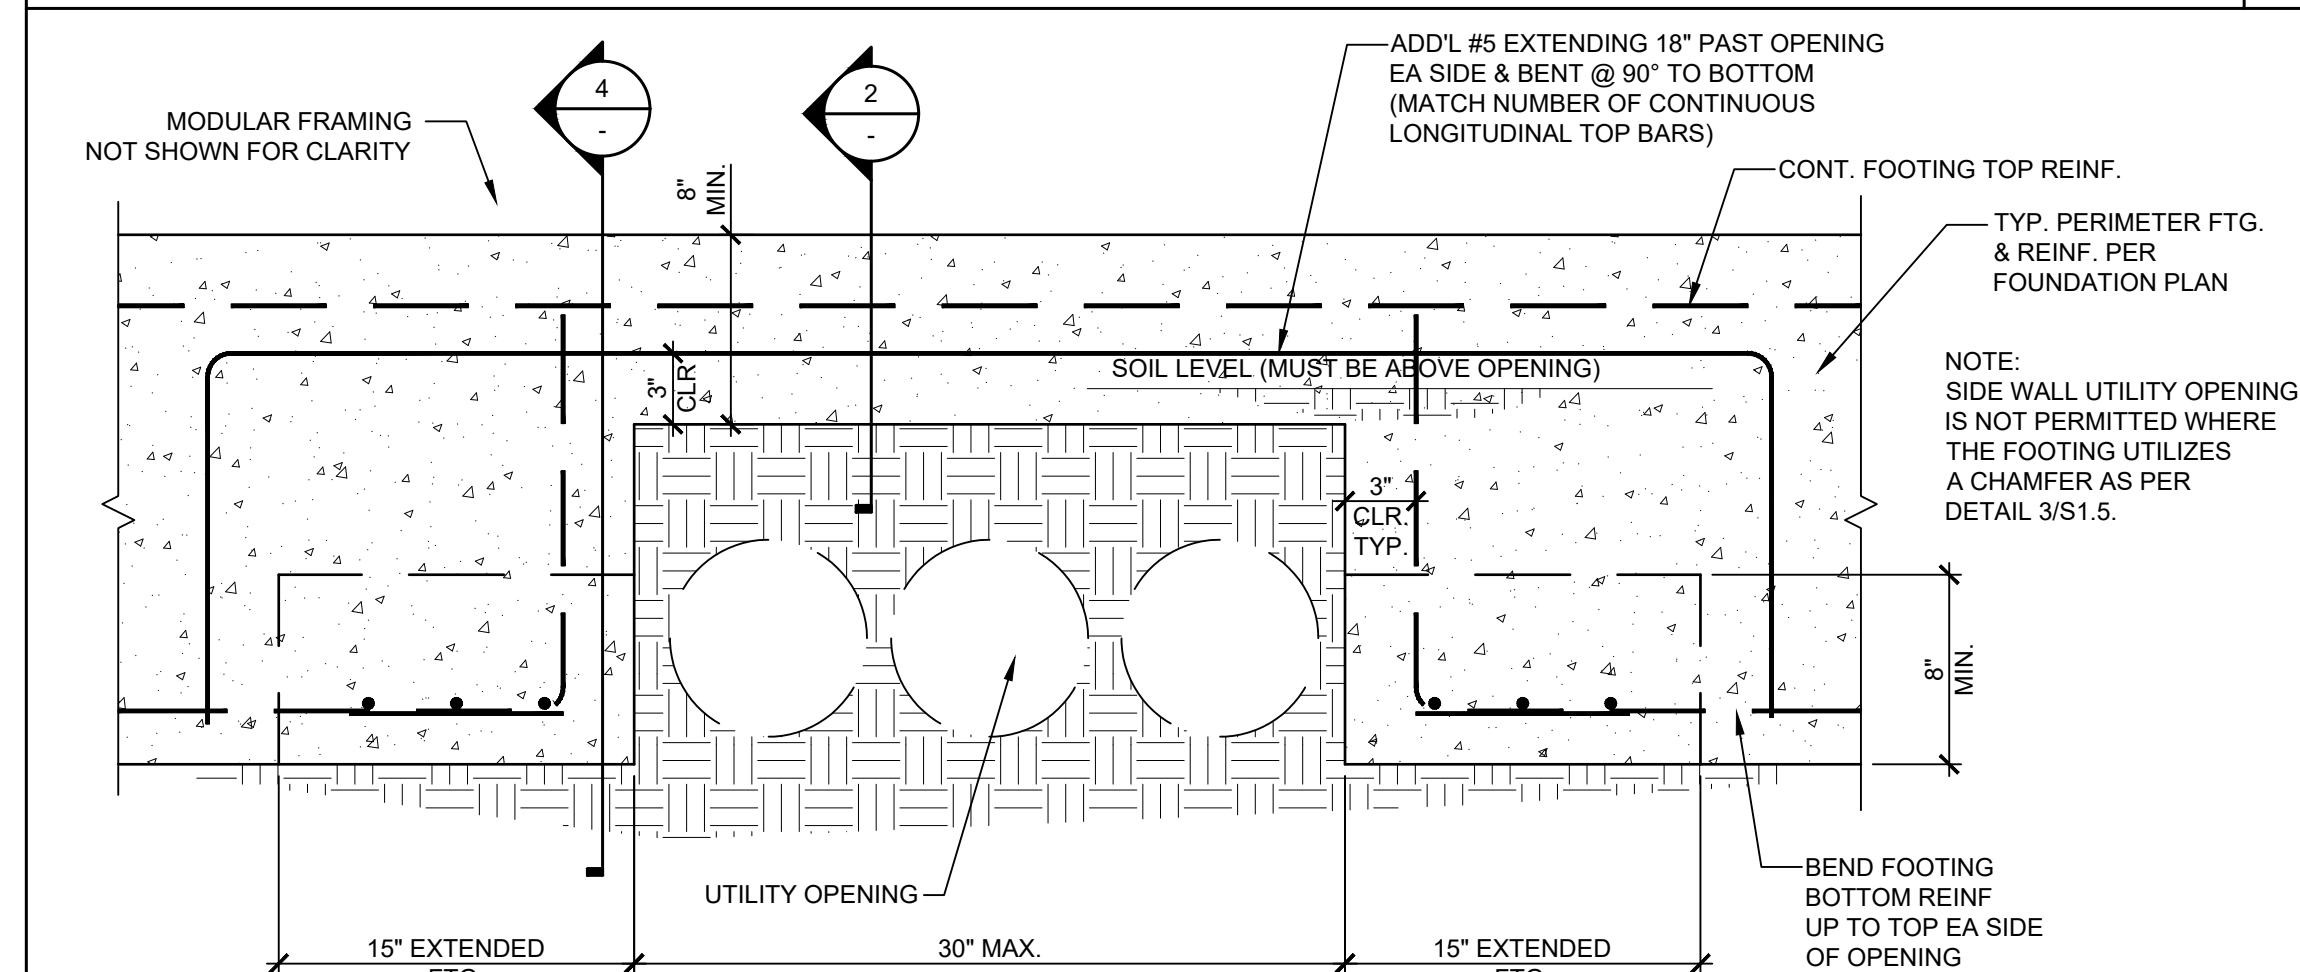 ADD'L #5 EXTENDING 18" PAST OPENING
EA SIDE & BENT @ 90° TO BOTTOM
(MATCH NUMBER OF CONTINUOUS
LONGITUDINAL TOP BARS)
4
-
2
-
MODULAR FRAMING
NOT SHOWN FOR CLARITY
8"
MIN.
CONT. FOOTING TOP REINF.
TYP. PERIMETER FTG.
& REINF. PER
FOUNDATION PLAN
SOIL LEVEL (MUST BE ABOVE OPENING)
3"
CLR
NOTE:
SIDE WALL UTILITY OPENING
IS NOT PERMITTED WHERE
THE FOOTING UTILIZES
A CHAMFER AS PER
DETAIL 3/S1.5.
3"
CLR.
TYP.
8"
MIN.
UTILITY OPENING
BEND FOOTING
BOTTOM REINF
UP TO TOP EA SIDE
OF OPENING
15" EXTENDED
FTG
30" MAX.
15" EXTENDED
FTG